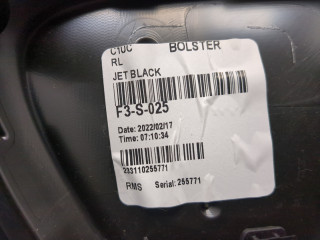 C1UC BOLSTER
RL
JET BLACK
F3-S-025
Date: 2022/02/17
Time: 07:10:34
233110255771
RMS Serial: 255771